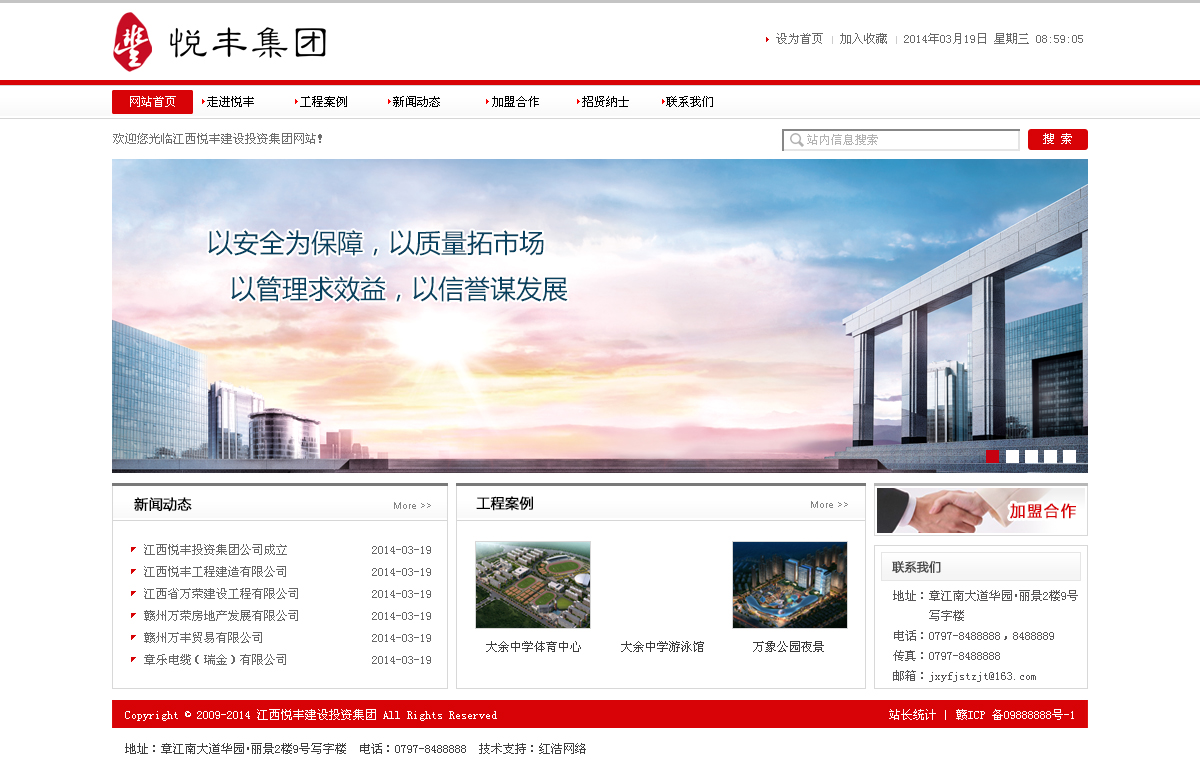 豐 悦丰集团
设为首页 | 加入收藏 | 2014年03月19日 星期三 08:59:05
网站首页 走进悦丰 工程案例 新闻动态 加盟合作 招贤纳士 联系我们
欢迎您光临江西悦丰建设投资集团网站!
站内信息搜索 搜 索
以安全为保障，以质量拓市场
以管理求效益，以信誉谋发展
新闻动态 More >>
江西悦丰投资集团公司成立 2014-03-19
江西悦丰工程建造有限公司 2014-03-19
江西省万荣建设工程有限公司 2014-03-19
赣州万荣房地产发展有限公司 2014-03-19
赣州万丰贸易有限公司 2014-03-19
章乐电缆（瑞金）有限公司 2014-03-19
工程案例 More >>
大余中学体育中心 大余中学游泳馆 万象公园夜景
加盟合作
联系我们
地址：章江南大道华园•丽景2楼9号
写字楼
电话：0797-8488888，8488889
传真：0797-8488888
邮箱：jxyfjstzjt@163.com
Copyright © 2009-2014 江西悦丰建设投资集团 All Rights Reserved
站长统计 | 赣ICP 备09888888号-1
地址：章江南大道华园•丽景2楼9号写字楼 电话：0797-8488888 技术支持：红浩网络